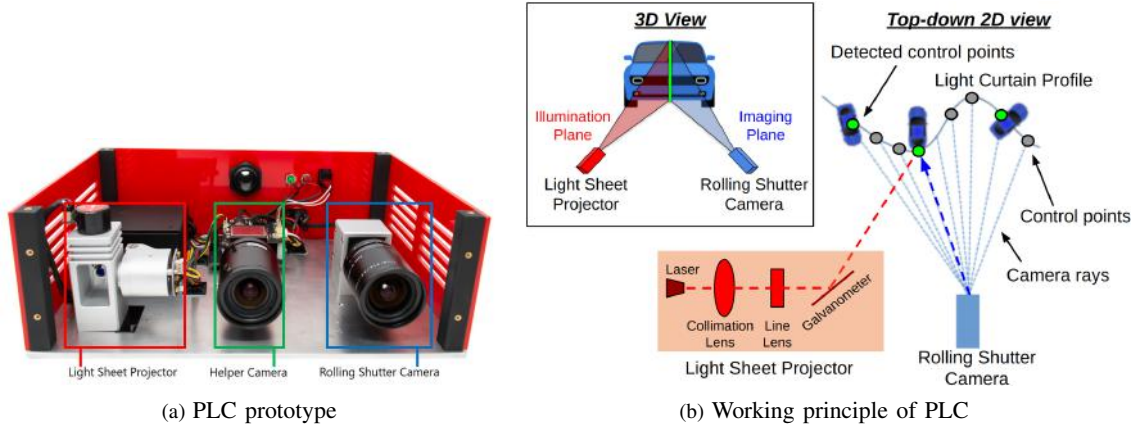 Light Sheet Projector
Helper Camera
Rolling Shutter Camera
(a) PLC prototype
3D View
Illumination
Plane
Imaging
Plane
Light Sheet
Projector
Rolling Shutter
Camera
Top-down 2D view
Detected control points
Light Curtain Profile
Control points
Camera rays
Laser
Collimation
Lens
Line
Lens
Galvanometer
Light Sheet Projector
Rolling Shutter
Camera
(b) Working principle of PLC